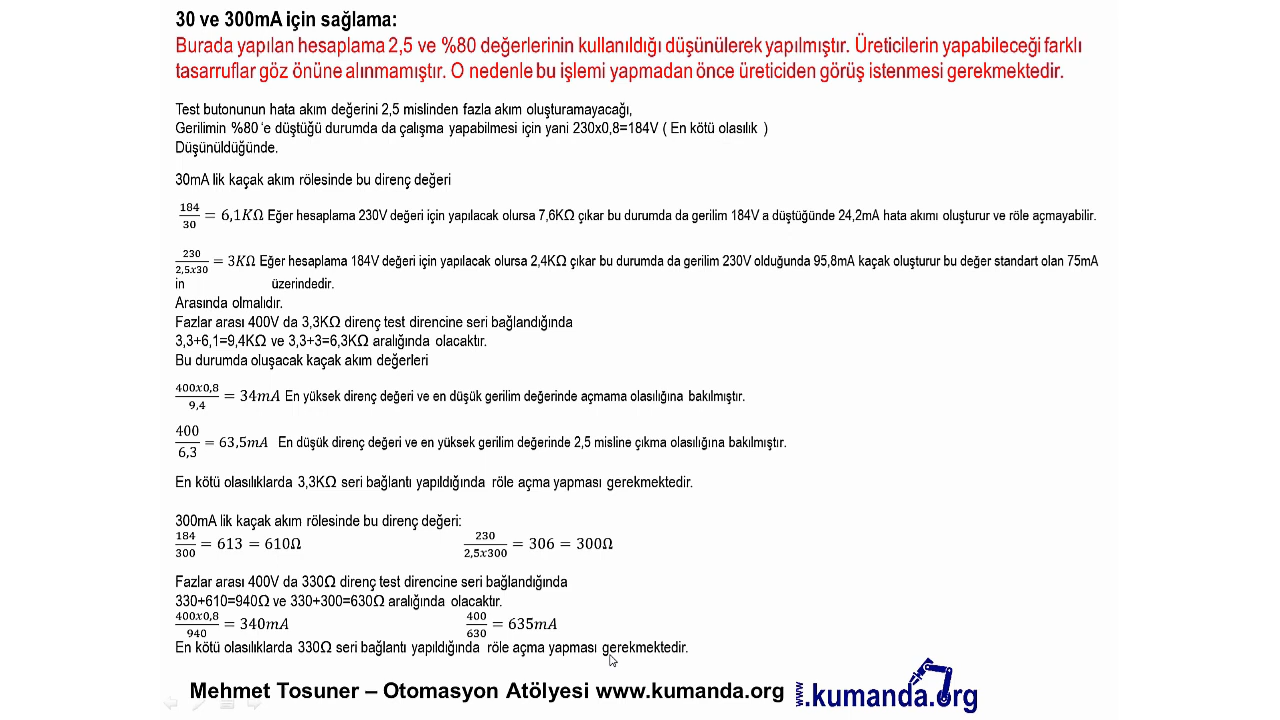 30 ve 300mA için sağlama:
Burada yapılan hesaplama 2,5 ve %80 değerlerinin kullanıldığı düşünülerek yapılmıştır. Üreticilerin yapabileceği farklı
tasarruflar göz önüne alınmamıştır. O nedenle bu işlemi yapmadan önce üreticiden görüş istenmesi gerekmektedir.
Test butonunun hata akım değerini 2,5 mislinden fazla akım oluşturamayacağı,
Gerilimin %80 'e düştüğü durumda da çalışma yapabilmesi için yani 230x0,8=184V ( En kötü olasılık )
Düşünüldüğünde.
30mA lik kaçak akım rölesinde bu direnç değeri
184/30 = 6,1KΩ Eğer hesaplama 230V değeri için yapılacak olursa 7,6KΩ çıkar bu durumda da gerilim 184V a düştüğünde 24,2mA hata akımı oluşturur ve röle açmayabilir.
230/2,5x30 = 3KΩ Eğer hesaplama 184V değeri için yapılacak olursa 2,4KΩ çıkar bu durumda da gerilim 230V olduğunda 95,8mA kaçak oluşturur bu değer standart olan 75mA
in üzerindedir.
Arasında olmalıdır.
Fazlar arası 400V da 3,3KΩ direnç test direncine seri bağlandığında
3,3+6,1=9,4KΩ ve 3,3+3=6,3KΩ aralığında olacaktır.
Bu durumda oluşacak kaçak akım değerleri
400x0,8/9,4 = 34mA En yüksek direnç değeri ve en düşük gerilim değerinde açmama olasılığına bakılmıştır.
400/6,3 = 63,5mA En düşük direnç değeri ve en yüksek gerilim değerinde 2,5 misline çıkma olasılığına bakılmıştır.
En kötü olasılıklarda 3,3KΩ seri bağlantı yapıldığında röle açma yapması gerekmektedir.
300mA lik kaçak akım rölesinde bu direnç değeri:
184/300 = 613 = 610Ω 230/2,5x300 = 306 = 300Ω
Fazlar arası 400V da 330Ω direnç test direncine seri bağlandığında
330+610=940Ω ve 330+300=630Ω aralığında olacaktır.
400x0,8/940 = 340mA 400/630 = 635mA
En kötü olasılıklarda 330Ω seri bağlantı yapıldığında röle açma yapması gerekmektedir.
Mehmet Tosuner – Otomasyon Atölyesi www.kumanda.org
www.kumanda.org